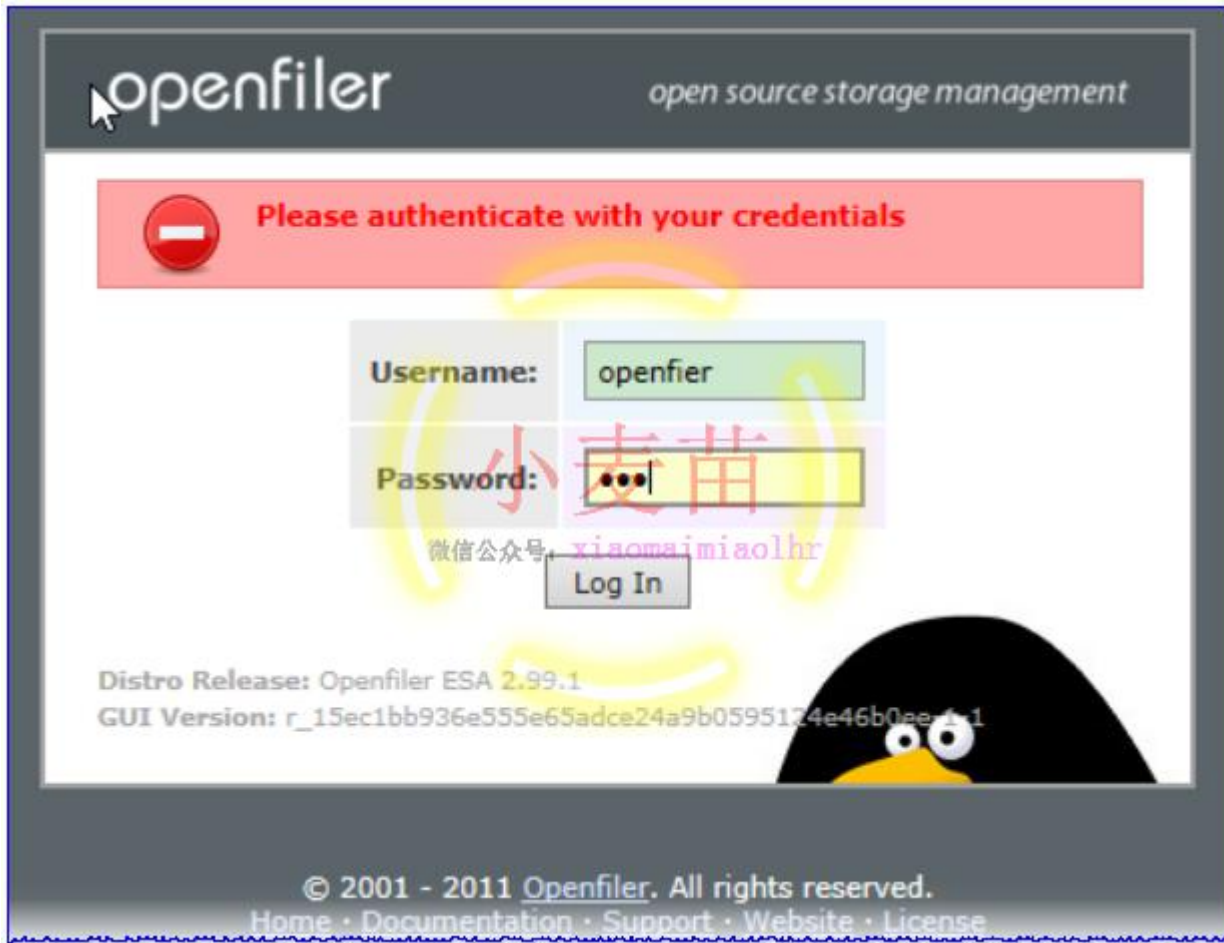 openfiler
open source storage management
Please authenticate with your credentials
Username: openfier
Password: •••
小麦苗
微信公众号: xiaomaimiaolhr
Log In
Distro Release: Openfiler ESA 2.99.1
GUI Version: r_15ec1bb936e555e65adce24a9b0595124e46b0ee-1-1
© 2001 - 2011 Openfiler. All rights reserved.
Home · Documentation · Support · Website · License